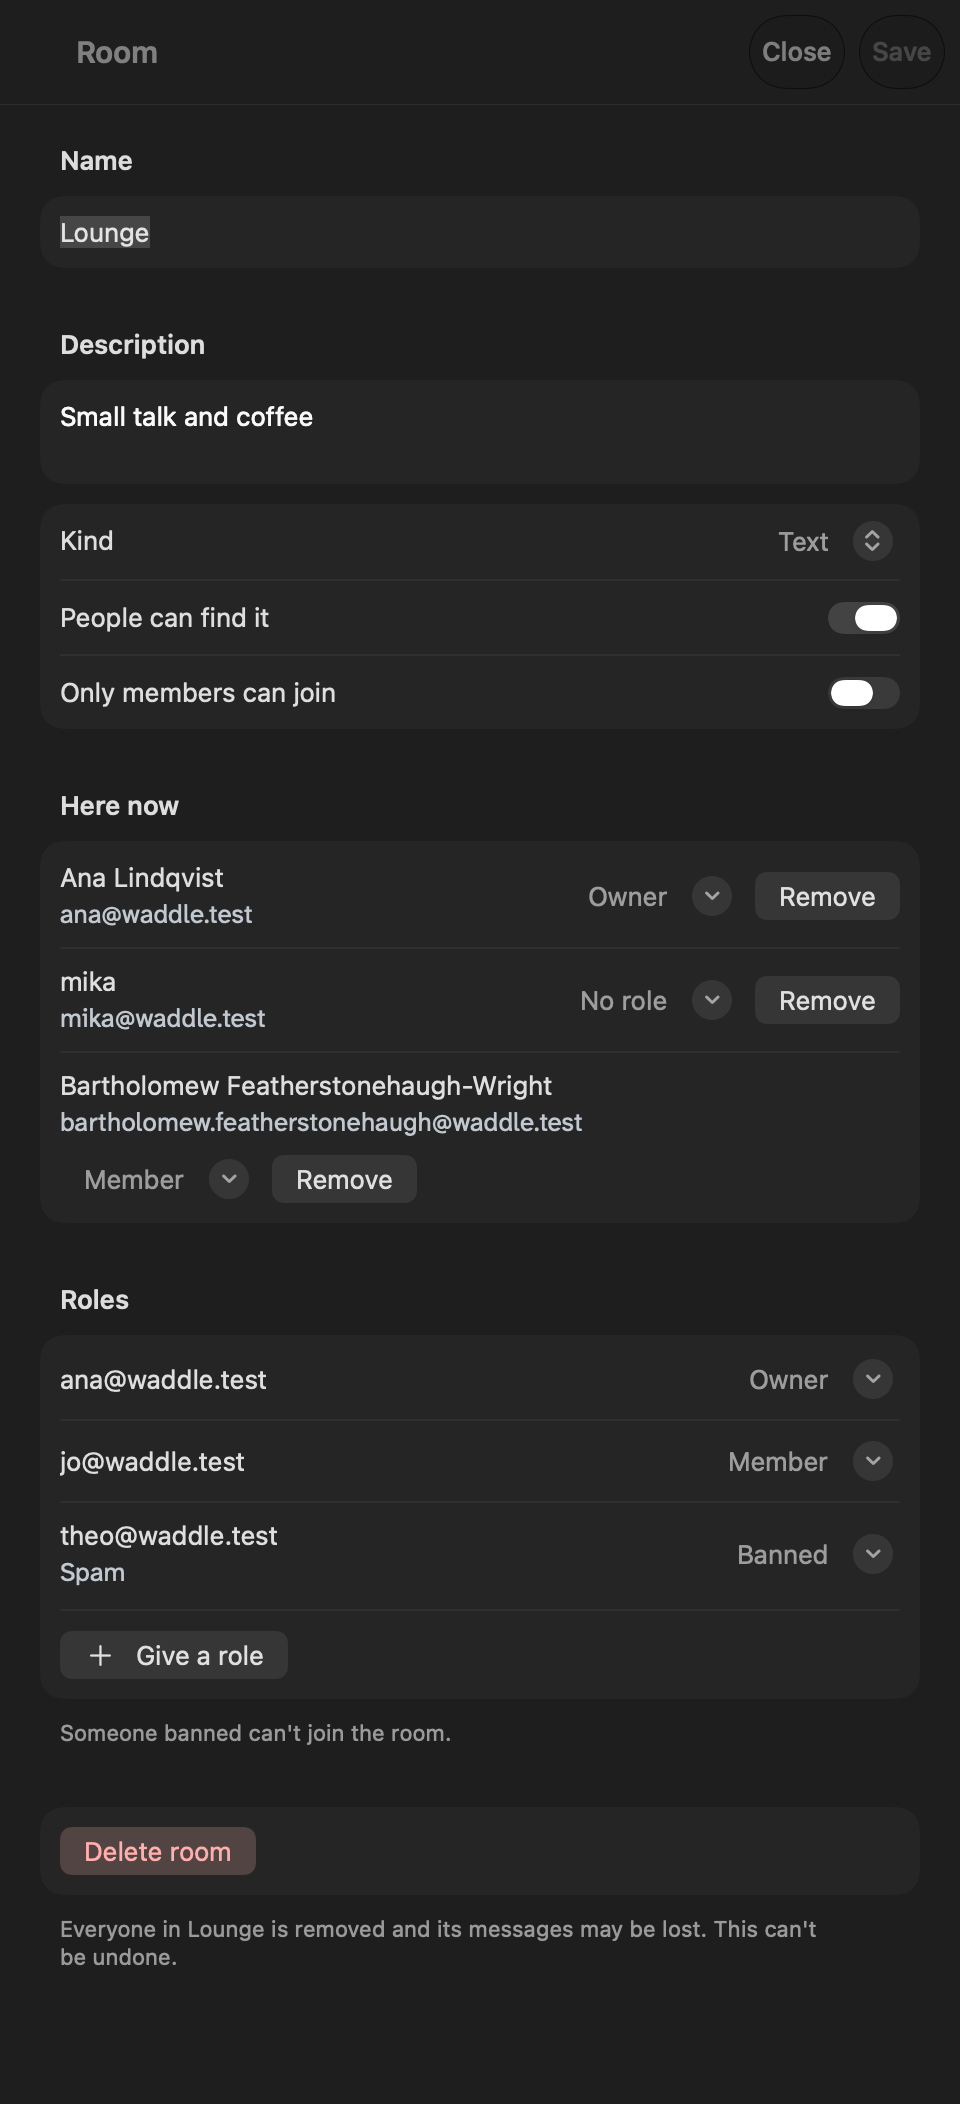 Room
Close
Save
Name
Lounge
Description
Small talk and coffee
Kind
Text
People can find it
Only members can join
Here now
Ana Lindqvist
ana@waddle.test
Owner
Remove
mika
mika@waddle.test
No role
Remove
Bartholomew Featherstonehaugh-Wright
bartholomew.featherstonehaugh@waddle.test
Member
Remove
Roles
ana@waddle.test
Owner
jo@waddle.test
Member
theo@waddle.test
Spam
Banned
Give a role
Someone banned can't join the room.
Delete room
Everyone in Lounge is removed and its messages may be lost. This can't
be undone.